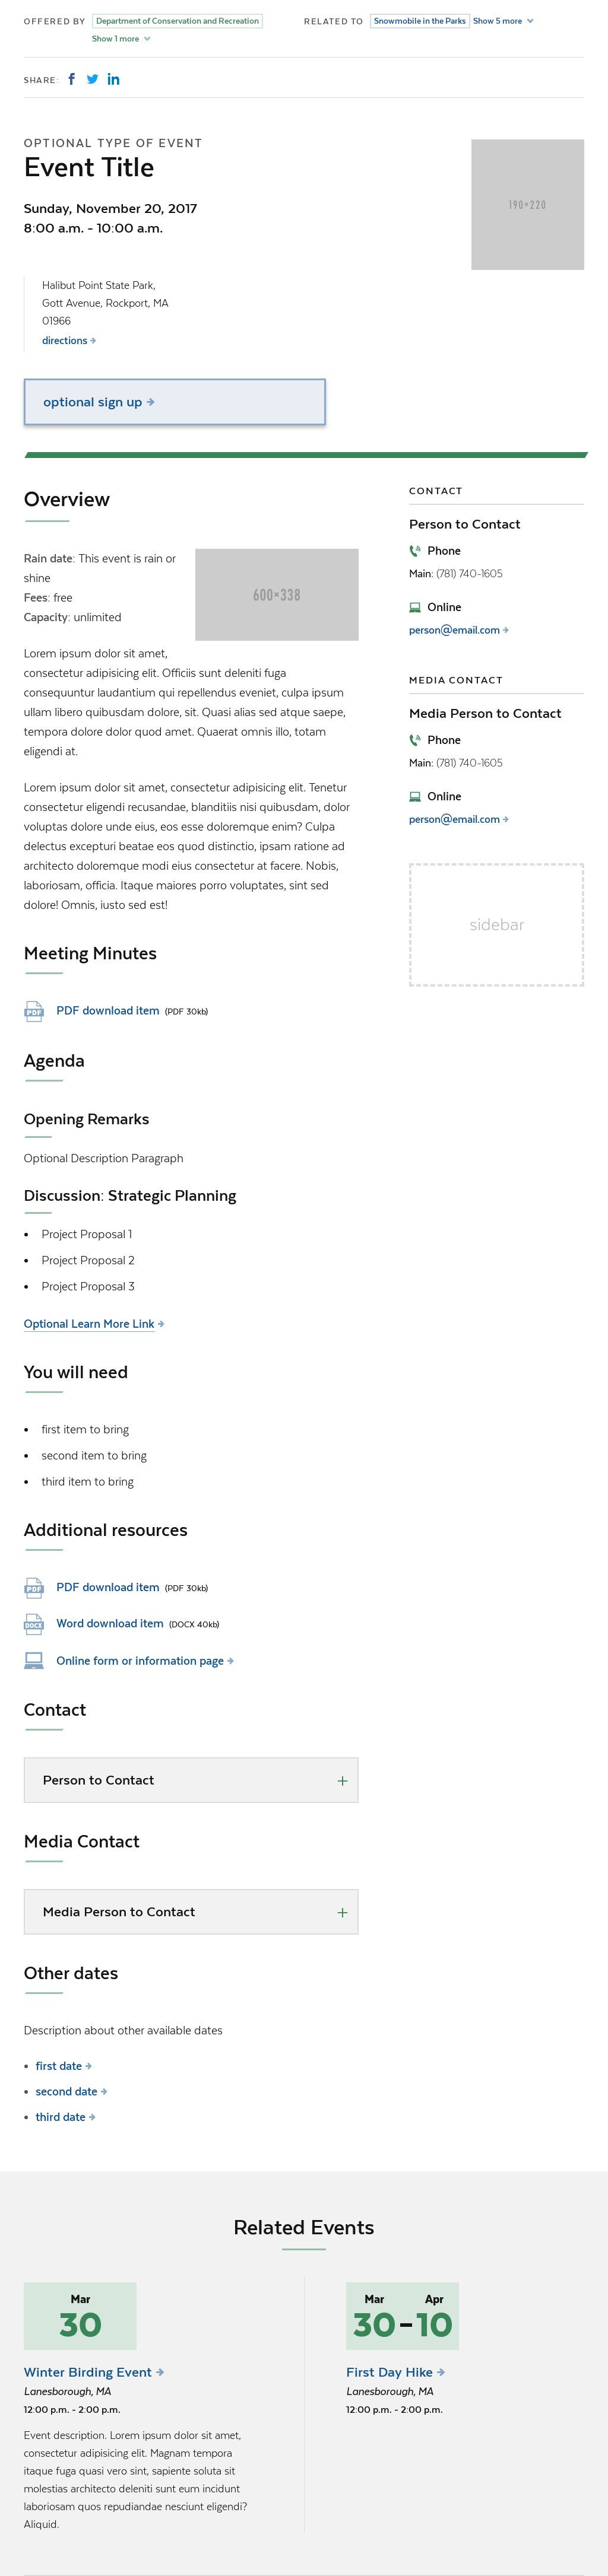 OFFERED BY Department of Conservation and Recreation
Show 1 more
RELATED TO Snowmobile in the Parks Show 5 more
SHARE:
OPTIONAL TYPE OF EVENT
Event Title
190×220
Sunday, November 20, 2017
8:00 a.m. - 10:00 a.m.
Halibut Point State Park,
Gott Avenue, Rockport, MA
01966
directions
optional sign up
Overview
Rain date: This event is rain or
shine
Fees: free
Capacity: unlimited
600×338
Lorem ipsum dolor sit amet,
consectetur adipisicing elit. Officiis sunt deleniti fuga
consequuntur laudantium qui repellendus eveniet, culpa ipsum
ullam libero quibusdam dolore, sit. Quasi alias sed atque saepe,
tempora dolore dolor quod amet. Quaerat omnis illo, totam
eligendi at.
Lorem ipsum dolor sit amet, consectetur adipisicing elit. Tenetur
consectetur eligendi recusandae, blanditiis nisi quibusdam, dolor
voluptas dolore unde eius, eos esse doloremque enim? Culpa
delectus excepturi beatae eos quod distinctio, ipsam ratione ad
architecto doloremque modi eius consectetur at facere. Nobis,
laboriosam, officia. Itaque maiores porro voluptates, sint sed
dolore! Omnis, iusto sed est!
CONTACT
Person to Contact
Phone
Main: (781) 740-1605
Online
person@email.com
MEDIA CONTACT
Media Person to Contact
Phone
Main: (781) 740-1605
Online
person@email.com
sidebar
Meeting Minutes
PDF PDF download item (PDF 30kb)
Agenda
Opening Remarks
Optional Description Paragraph
Discussion: Strategic Planning
• Project Proposal 1
• Project Proposal 2
• Project Proposal 3
Optional Learn More Link
You will need
• first item to bring
• second item to bring
• third item to bring
Additional resources
PDF PDF download item (PDF 30kb)
DOCX Word download item (DOCX 40kb)
Online form or information page
Contact
Person to Contact
Media Contact
Media Person to Contact
Other dates
Description about other available dates
• first date
• second date
• third date
Related Events
Mar
30
Winter Birding Event
Lanesborough, MA
12:00 p.m. - 2:00 p.m.
Event description. Lorem ipsum dolor sit amet,
consectetur adipisicing elit. Magnam tempora
itaque fuga quasi vero sint, sapiente soluta sit
molestias architecto deleniti sunt eum incidunt
laboriosam quos repudiandae nesciunt eligendi?
Aliquid.
Mar Apr
30-10
First Day Hike
Lanesborough, MA
12:00 p.m. - 2:00 p.m.